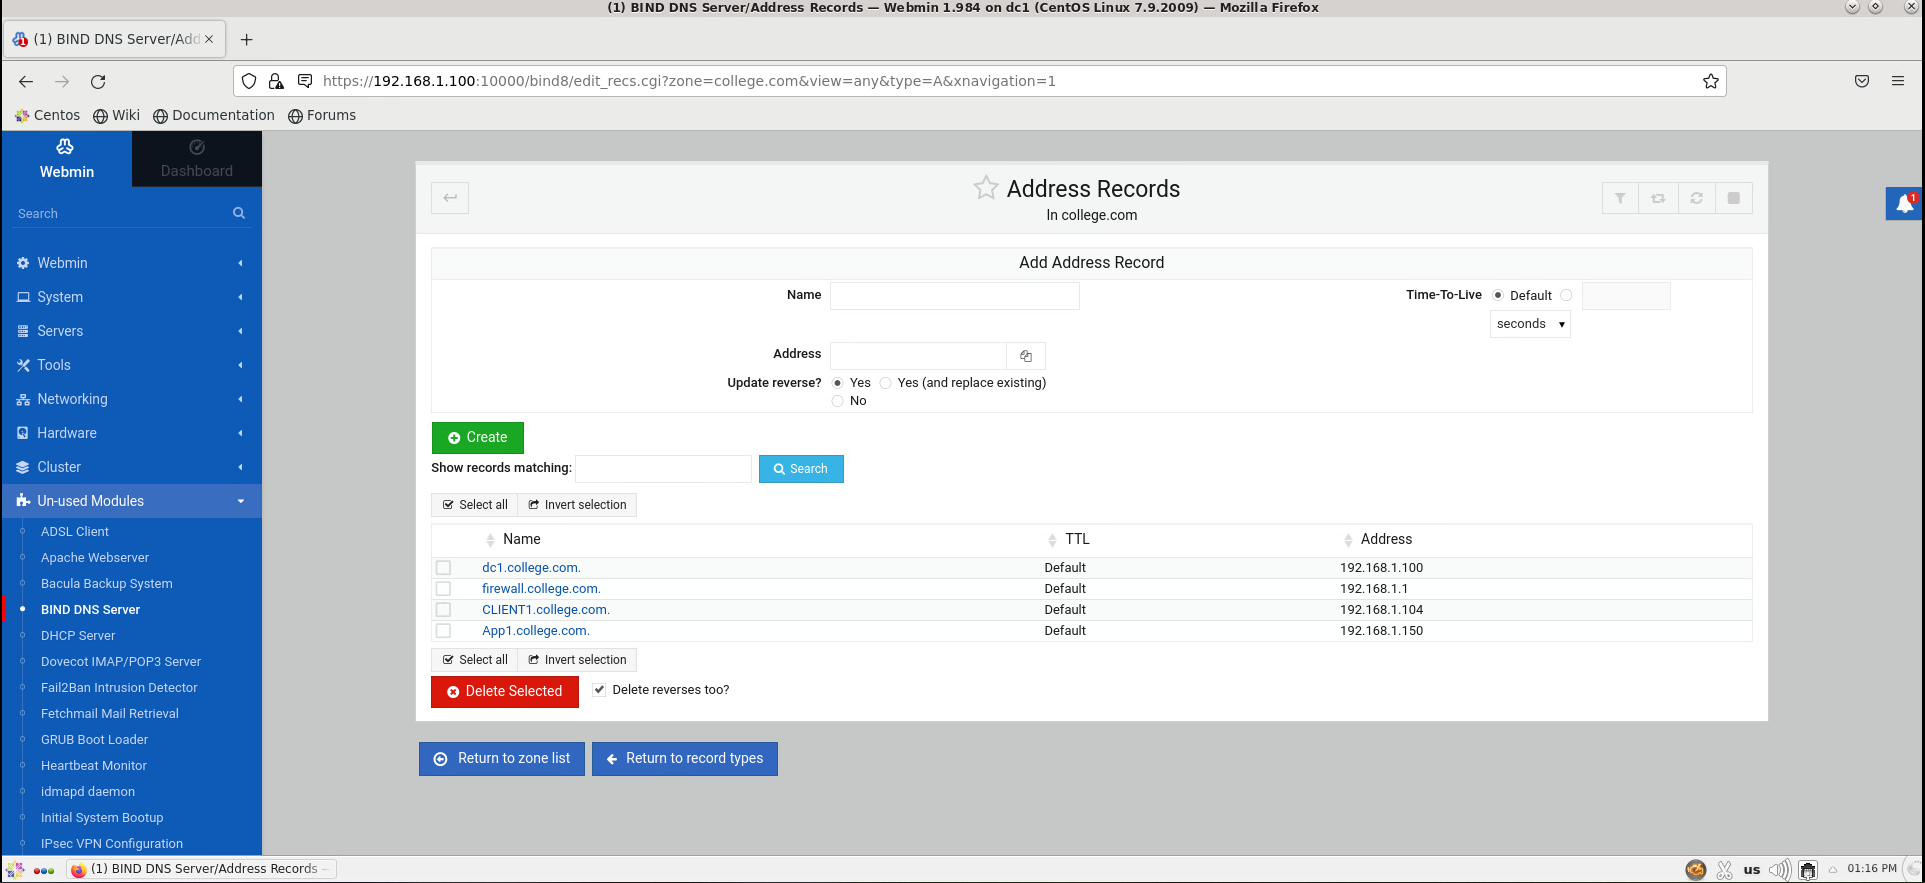 (1) BIND DNS Server/Address Records — Webmin 1.984 on dc1 (CentOS Linux 7.9.2009) — Mozilla Firefox
(1) BIND DNS Server/Add
https://192.168.1.100:10000/bind8/edit_recs.cgi?zone=college.com&view=any&type=A&xnavigation=1
Centos Wiki Documentation Forums
Webmin
Dashboard
Search
Webmin
System
Servers
Tools
Networking
Hardware
Cluster
Un-used Modules
ADSL Client
Apache Webserver
Bacula Backup System
BIND DNS Server
DHCP Server
Dovecot IMAP/POP3 Server
Fail2Ban Intrusion Detector
Fetchmail Mail Retrieval
GRUB Boot Loader
Heartbeat Monitor
idmapd daemon
Initial System Bootup
IPsec VPN Configuration
Address Records
In college.com
1
Add Address Record
Name
Time-To-Live Default
seconds
Address
Update reverse? Yes Yes (and replace existing)
No
Create
Show records matching: Search
Select all Invert selection
Name TTL Address
dc1.college.com. Default 192.168.1.100
firewall.college.com. Default 192.168.1.1
CLIENT1.college.com. Default 192.168.1.104
App1.college.com. Default 192.168.1.150
Select all Invert selection
Delete Selected Delete reverses too?
Return to zone list Return to record types
(1) BIND DNS Server/Address Records –
us 01:16 PM